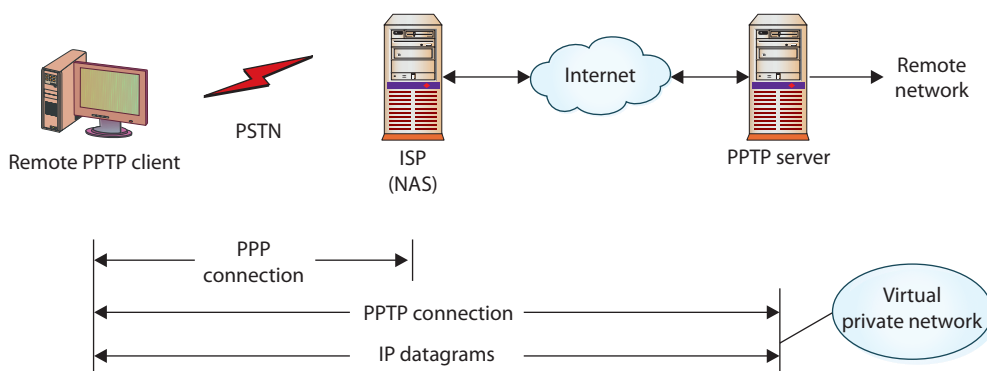 Internet
Remote
network
PSTN
Remote PPTP client
ISP
(NAS)
PPTP server
PPP
connection
PPTP connection
IP datagrams
Virtual
private network